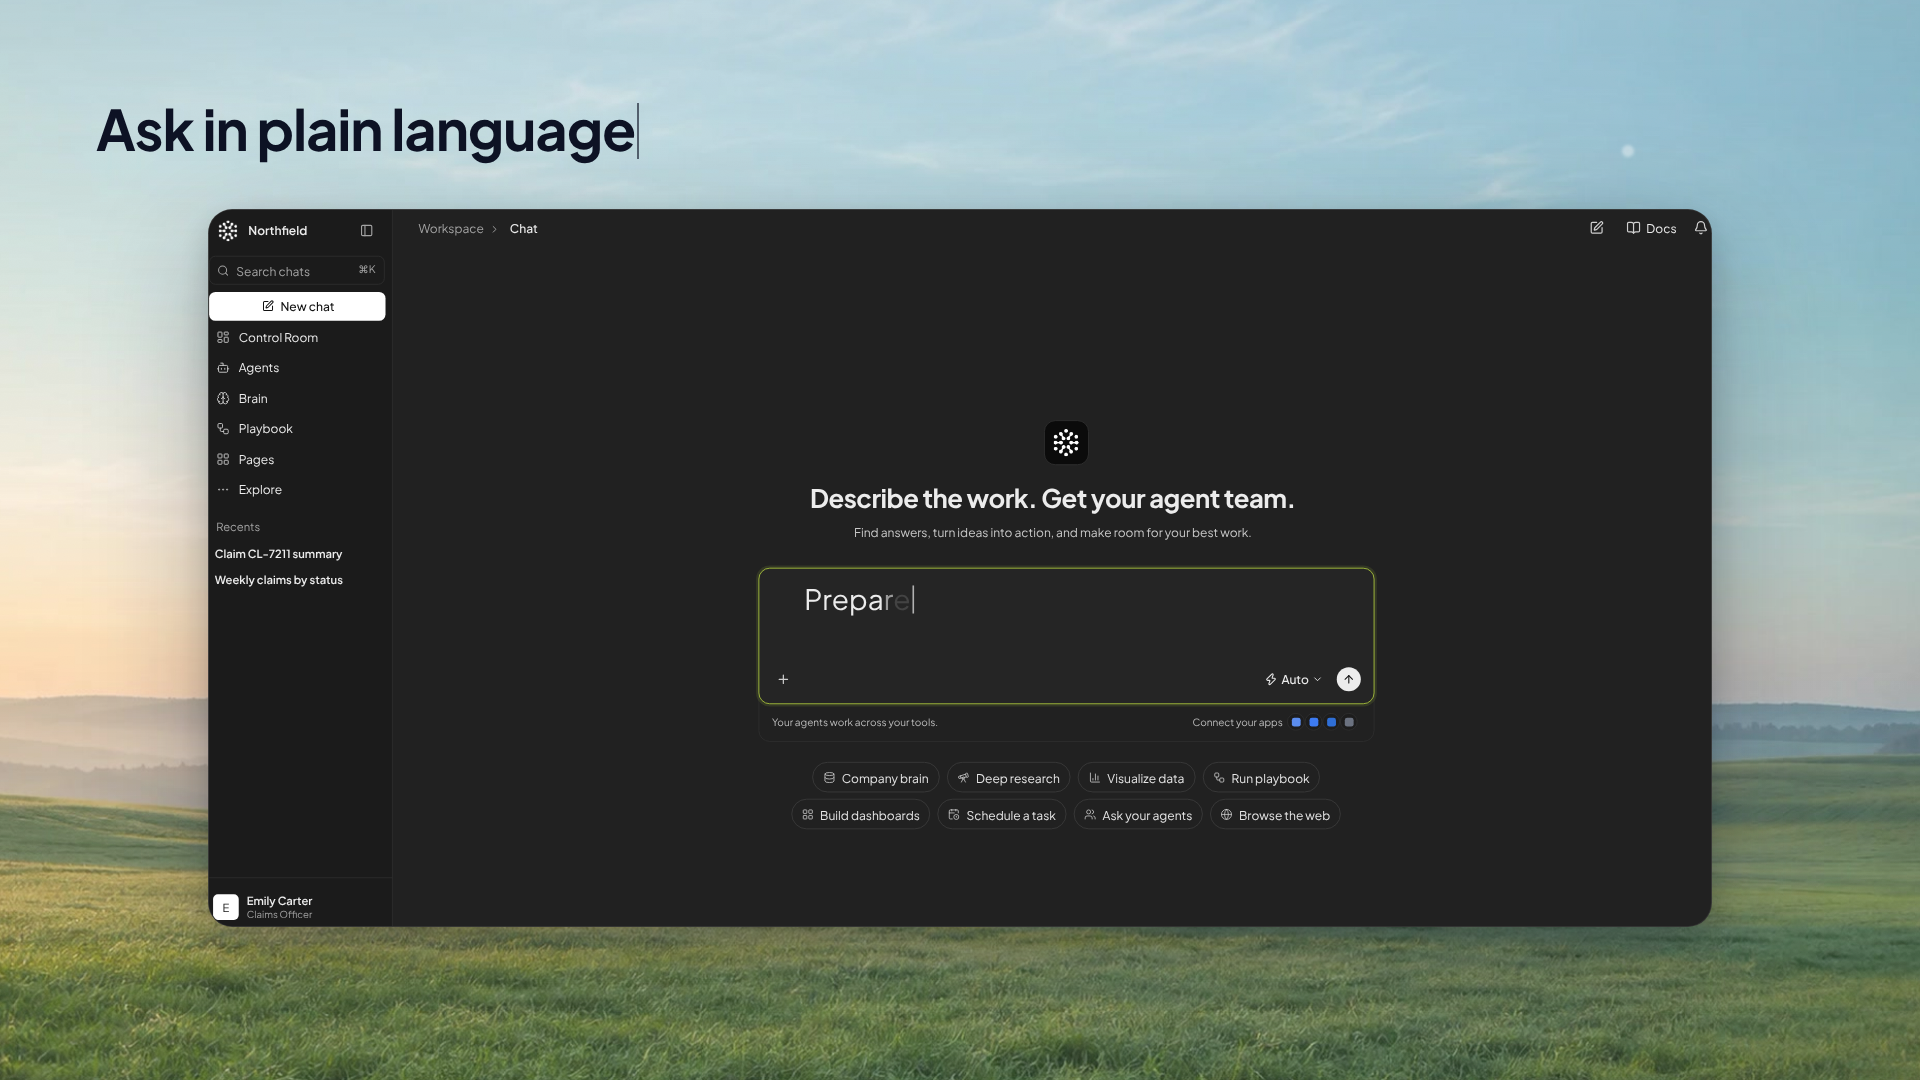 Ask in plain language
Northfield
Workspace > Chat
Docs
Search chats ⌘K
New chat
Control Room
Agents
Brain
Playbook
Pages
Explore
Recents
Claim CL-7211 summary
Weekly claims by status
Describe the work. Get your agent team.
Find answers, turn ideas into action, and make room for your best work.
Prepare
Auto
Your agents work across your tools.
Connect your apps
Company brain
Deep research
Visualize data
Run playbook
Build dashboards
Schedule a task
Ask your agents
Browse the web
E
Emily Carter
Claims Officer